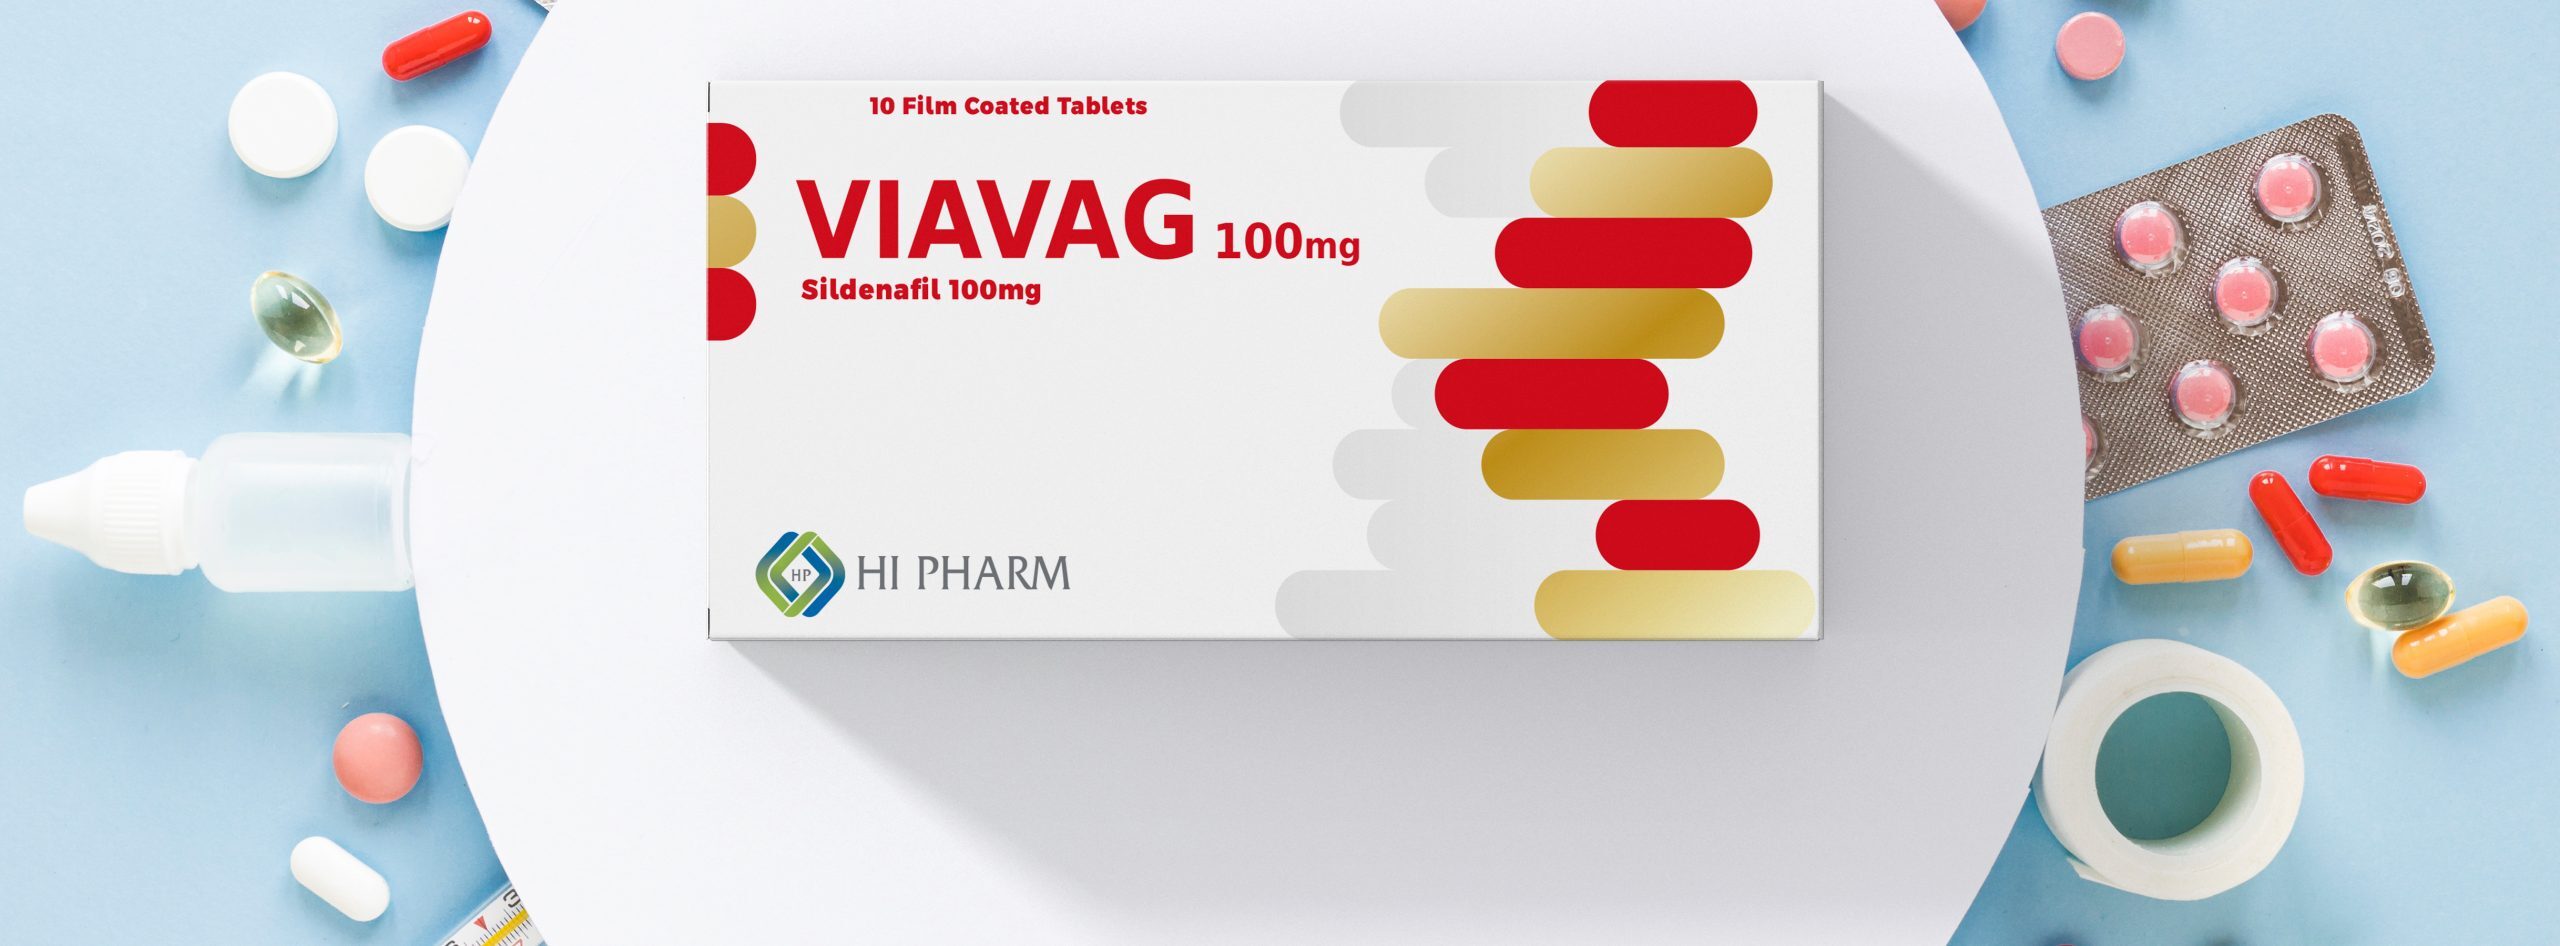 10 Film Coated Tablets
VIAVAG 100mg
Sildenafil 100mg
HP HI PHARM